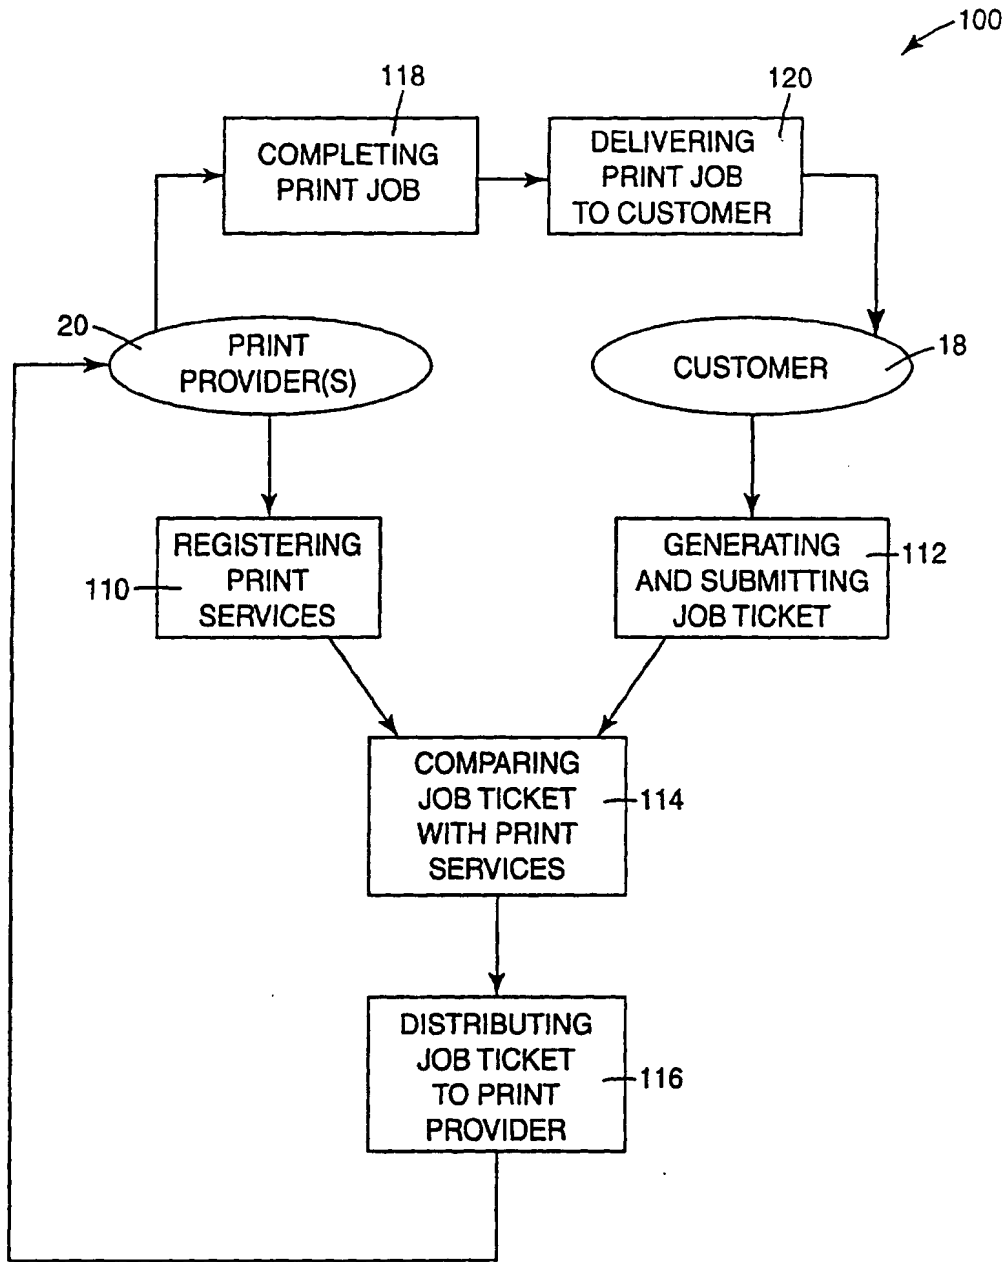 100
118
COMPLETING
PRINT JOB
120
DELIVERING
PRINT JOB
TO CUSTOMER
20
PRINT
PROVIDER(S)
CUSTOMER
18
REGISTERING
PRINT
SERVICES
110
GENERATING
AND SUBMITTING
JOB TICKET
112
COMPARING
JOB TICKET
WITH PRINT
SERVICES
114
DISTRIBUTING
JOB TICKET
TO PRINT
PROVIDER
116